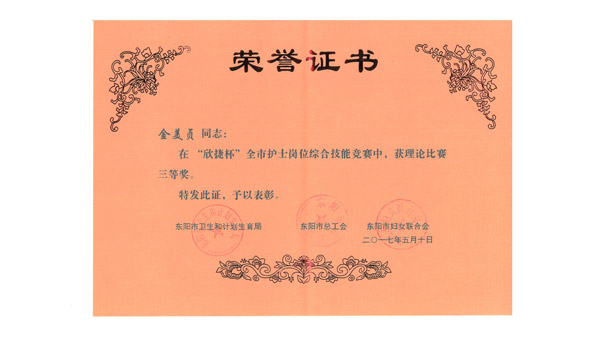 荣誉证书
金美贞 同志：
在“欣捷杯”全市护士岗位综合技能竞赛中，获理论比赛
三等奖。
特发此证，予以表彰。
东阳市卫生和计划生育局 东阳市总工会 东阳市妇女联合会
二〇一七年五月十日